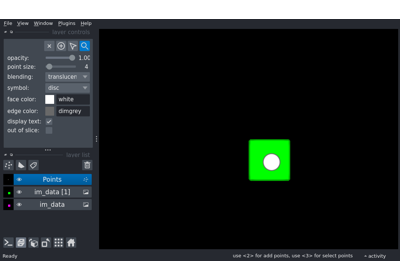 File View Window Plugins Help
layer controls
opacity: 1.00
point size: 4
blending: translucen
symbol: disc
face color: white
edge color: dimgrey
display text:
out of slice:
layer list
Points
im_data [1]
im_data
Ready use <2> for add points, use <3> for select points activity